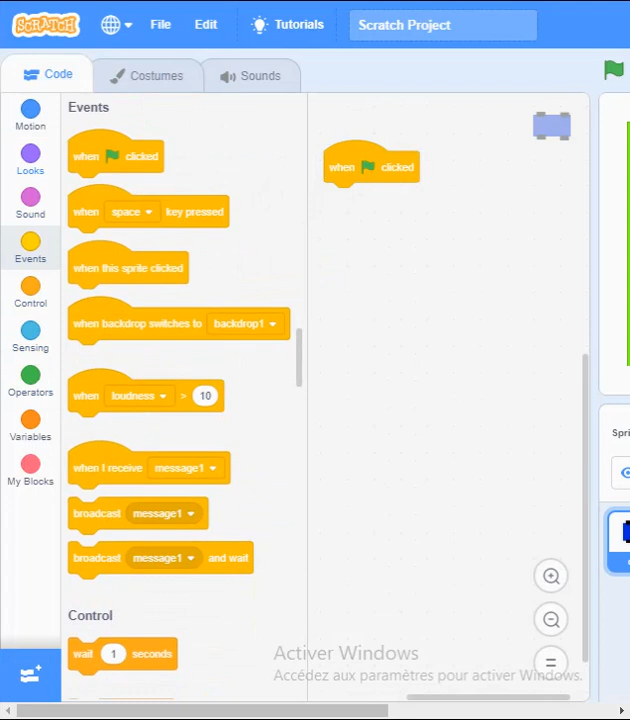 SCRATCH File Edit Tutorials Scratch Project
Code Costumes Sounds
Motion
Looks
Sound
Events
Control
Sensing
Operators
Variables
My Blocks
Events
when clicked
when space key pressed
when this sprite clicked
when backdrop switches to backdrop1
when loudness > 10
when I receive message1
broadcast message1
broadcast message1 and wait
Control
wait 1 seconds
when clicked
Spri
Activer Windows
Accédez aux paramètres pour activer Windows.